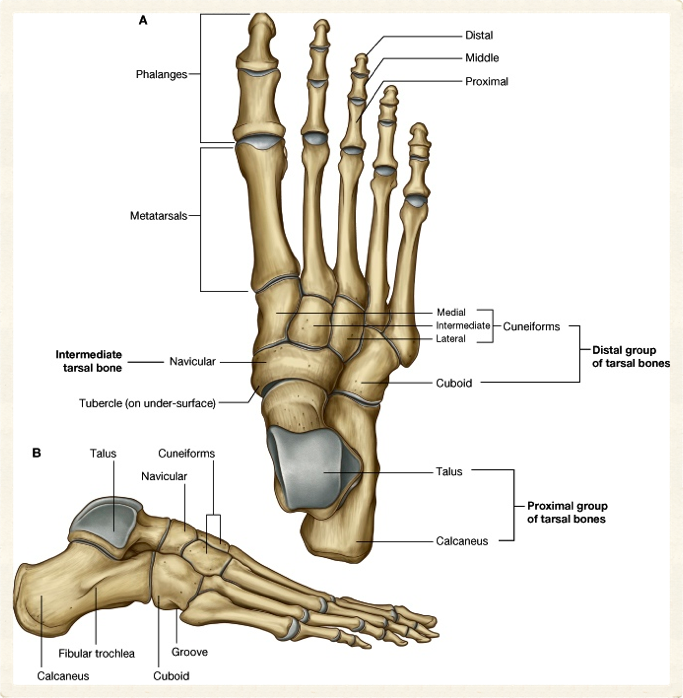 A
Phalanges
Distal
Middle
Proximal
Metatarsals
Medial
Intermediate
Lateral
Cuneiforms
Distal group
of tarsal bones
Intermediate
tarsal bone
Navicular
Cuboid
Tubercle (on under-surface)
B
Talus
Cuneiforms
Navicular
Talus
Proximal group
of tarsal bones
Calcaneus
Fibular trochlea
Groove
Calcaneus
Cuboid